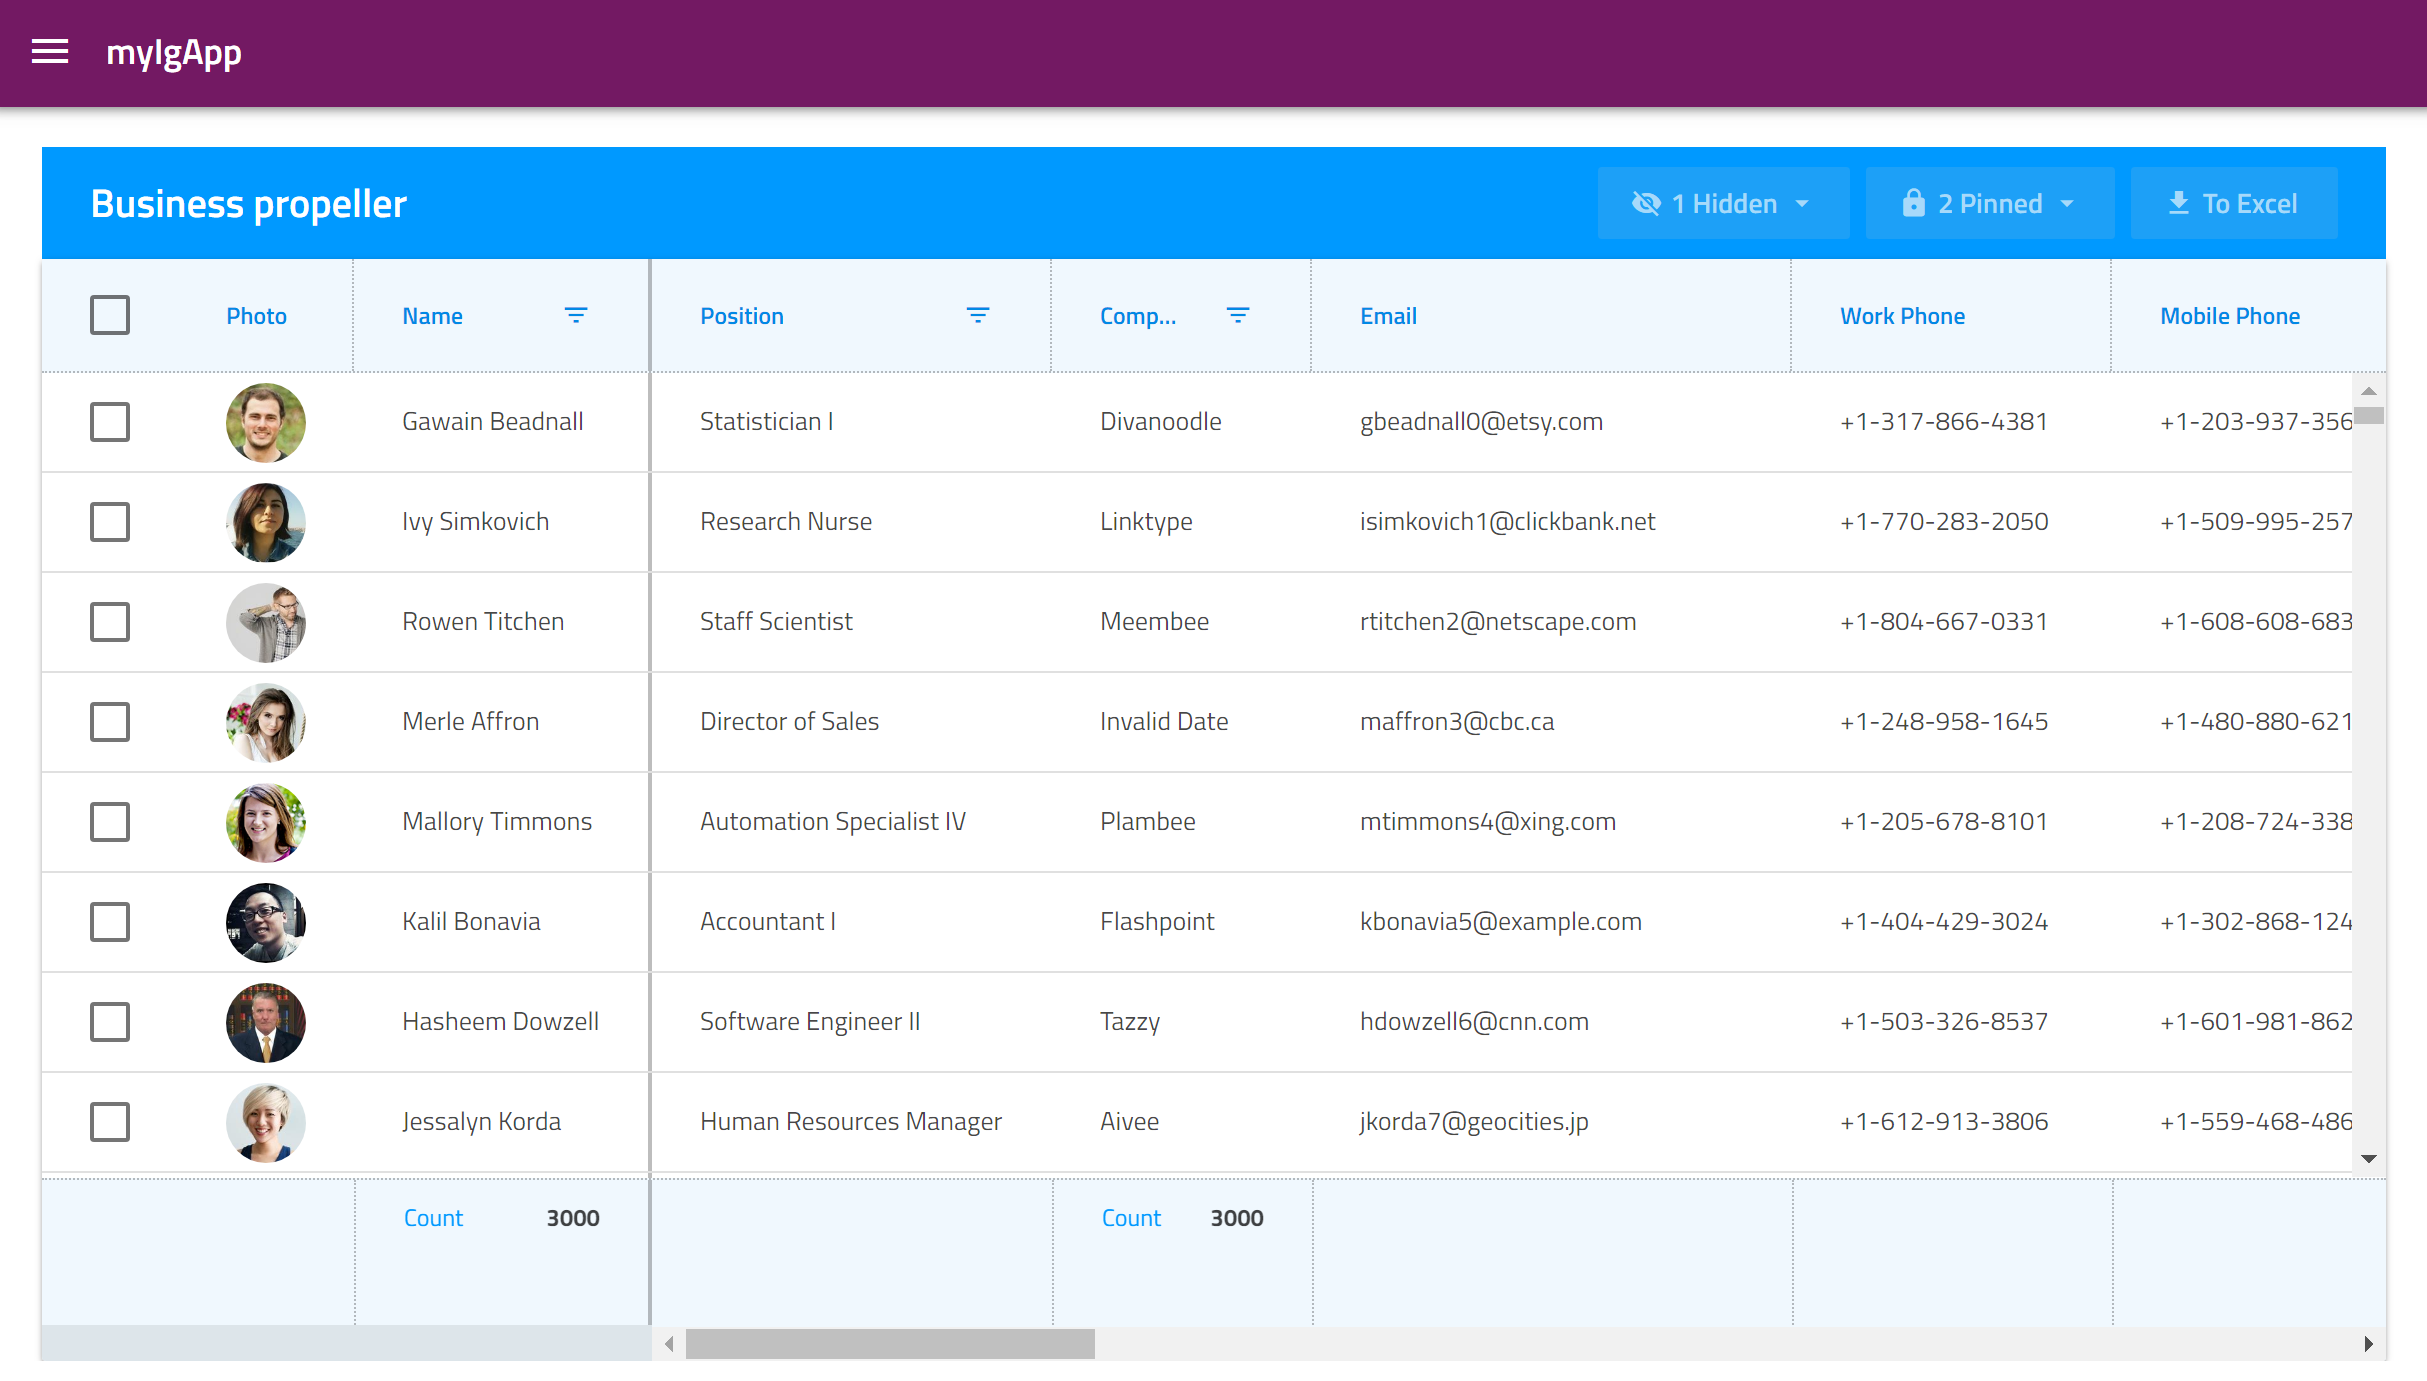 myIgApp
Business propeller 1 Hidden 2 Pinned To Excel
Photo Name Position Comp... Email Work Phone Mobile Phone
Gawain Beadnall Statistician I Divanoodle gbeadnall0@etsy.com +1-317-866-4381 +1-203-937-356
Ivy Simkovich Research Nurse Linktype isimkovich1@clickbank.net +1-770-283-2050 +1-509-995-257
Rowen Titchen Staff Scientist Meembee rtitchen2@netscape.com +1-804-667-0331 +1-608-608-683
Merle Affron Director of Sales Invalid Date maffron3@cbc.ca +1-248-958-1645 +1-480-880-621
Mallory Timmons Automation Specialist IV Plambee mtimmons4@xing.com +1-205-678-8101 +1-208-724-338
Kalil Bonavia Accountant I Flashpoint kbonavia5@example.com +1-404-429-3024 +1-302-868-124
Hasheem Dowzell Software Engineer II Tazzy hdowzell6@cnn.com +1-503-326-8537 +1-601-981-862
Jessalyn Korda Human Resources Manager Aivee jkorda7@geocities.jp +1-612-913-3806 +1-559-468-486
Count 3000 Count 3000